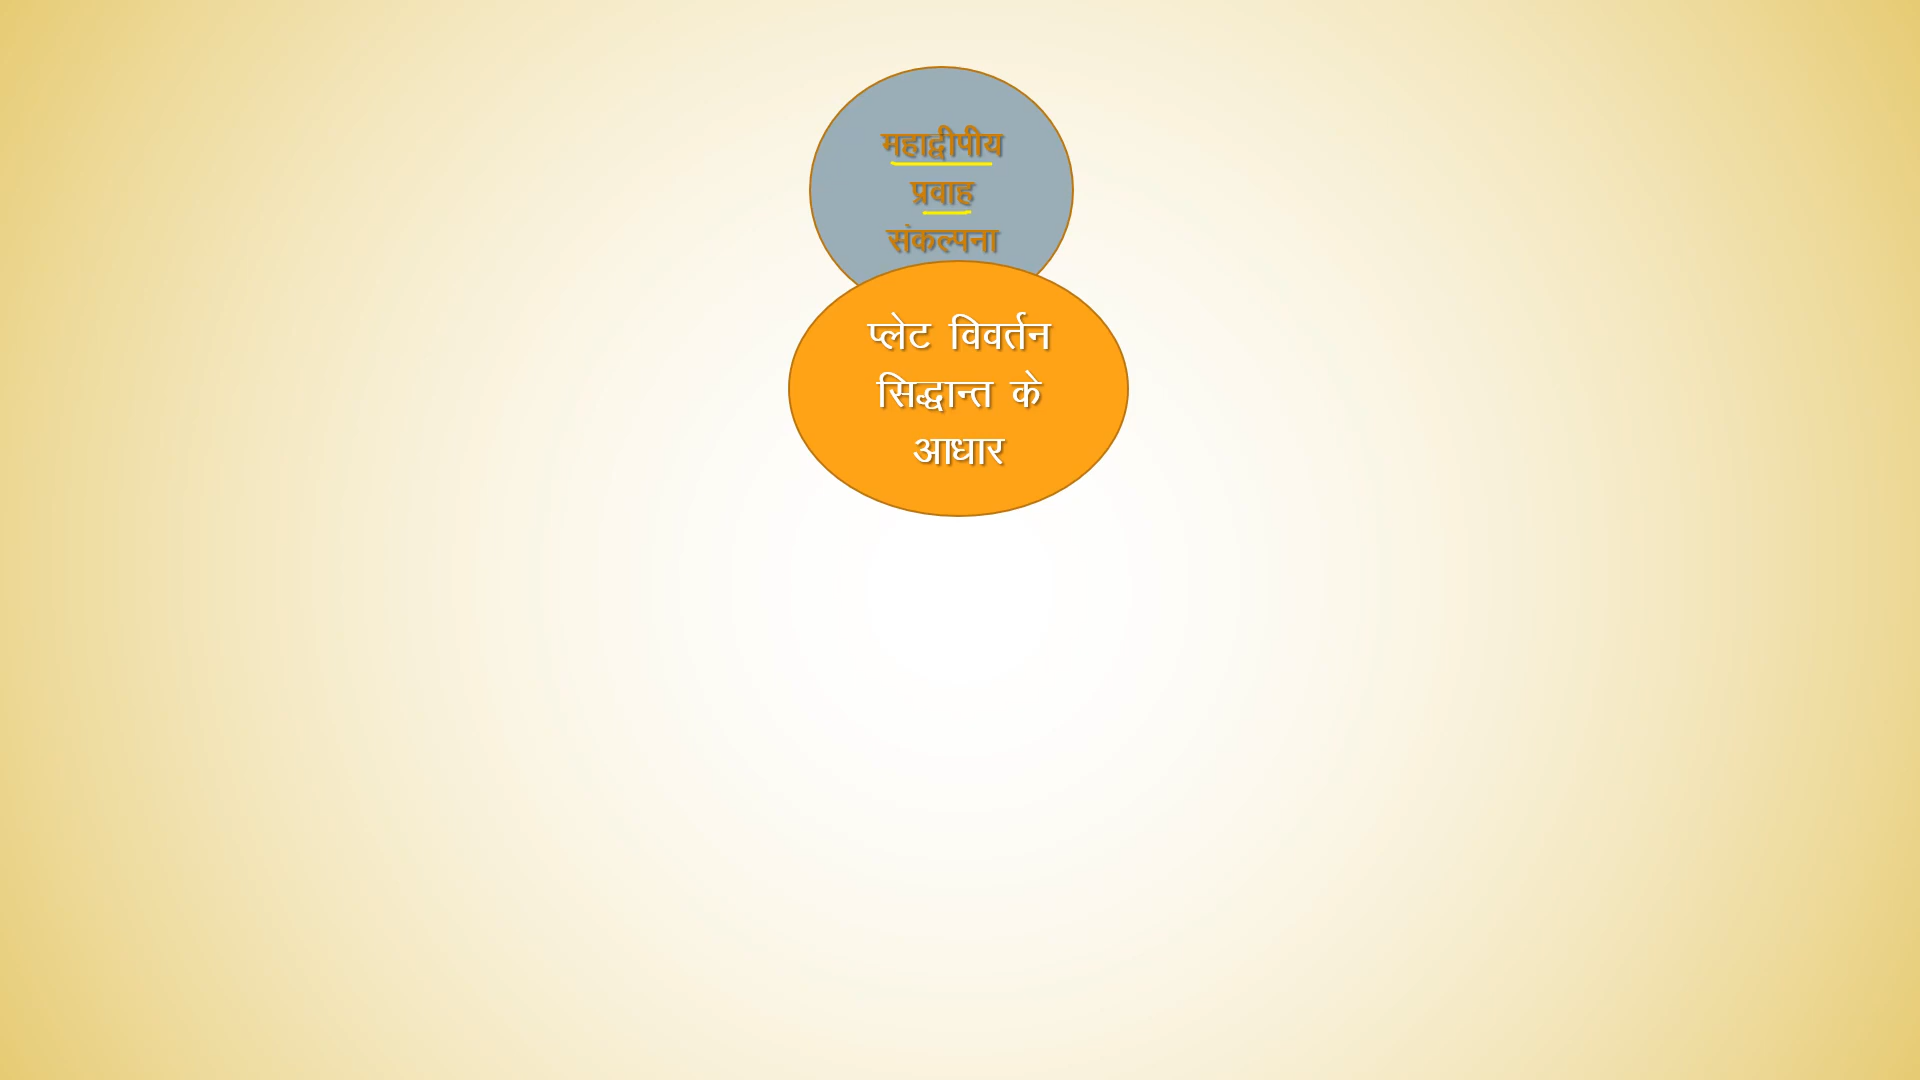 महाद्वीपीय
प्रवाह
संकल्पना
प्लेट विवर्तन
सिद्धान्त के
आधार